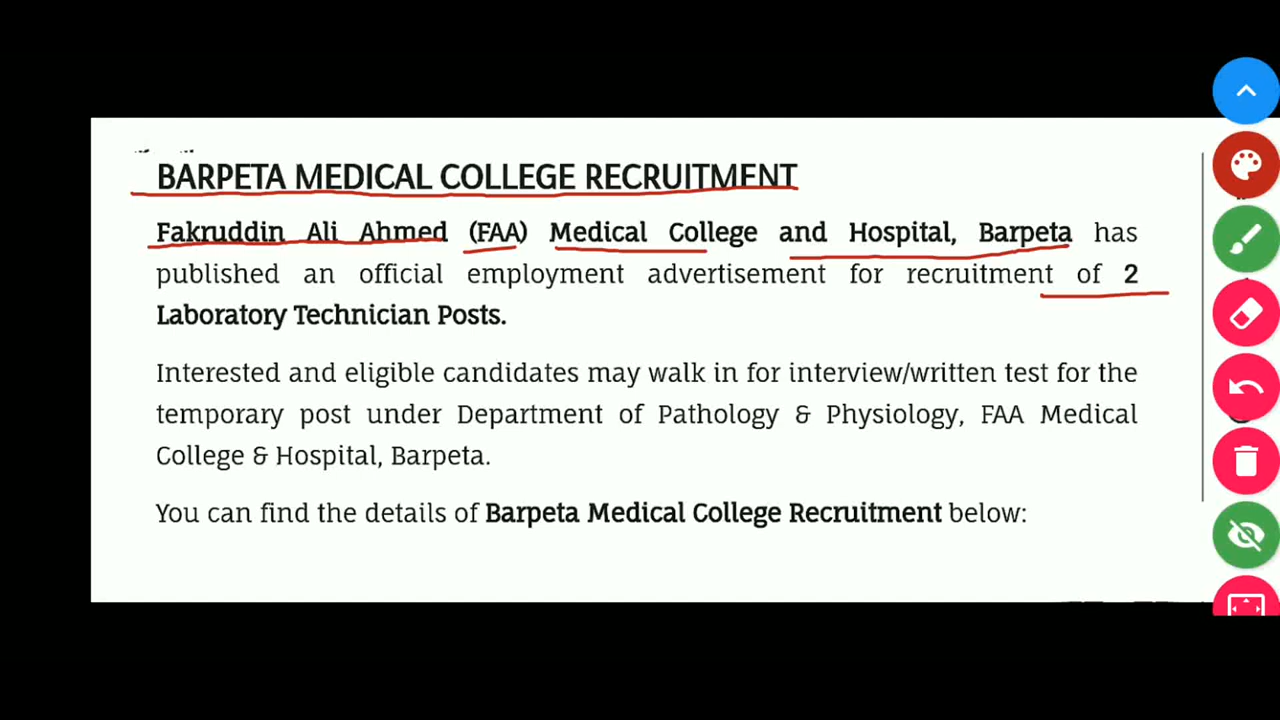 BARPETA MEDICAL COLLEGE RECRUITMENT
Fakruddin Ali Ahmed (FAA) Medical College and Hospital, Barpeta has
published an official employment advertisement for recruitment of 2
Laboratory Technician Posts.
Interested and eligible candidates may walk in for interview/written test for the
temporary post under Department of Pathology & Physiology, FAA Medical
College & Hospital, Barpeta.
You can find the details of Barpeta Medical College Recruitment below: